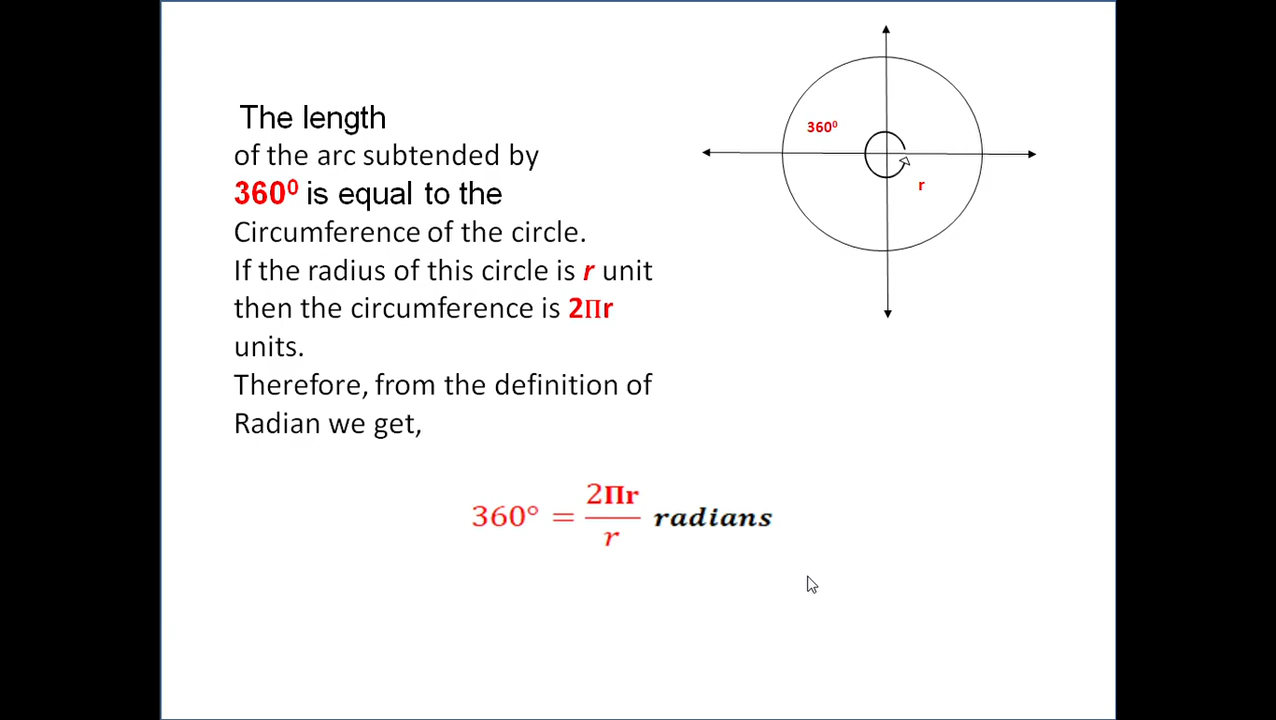 The length
of the arc subtended by
360⁰ is equal to the
Circumference of the circle.
If the radius of this circle is r unit
then the circumference is 2Πr
units.
Therefore, from the definition of
Radian we get,
360° = 2Πr/r radians
360⁰
r